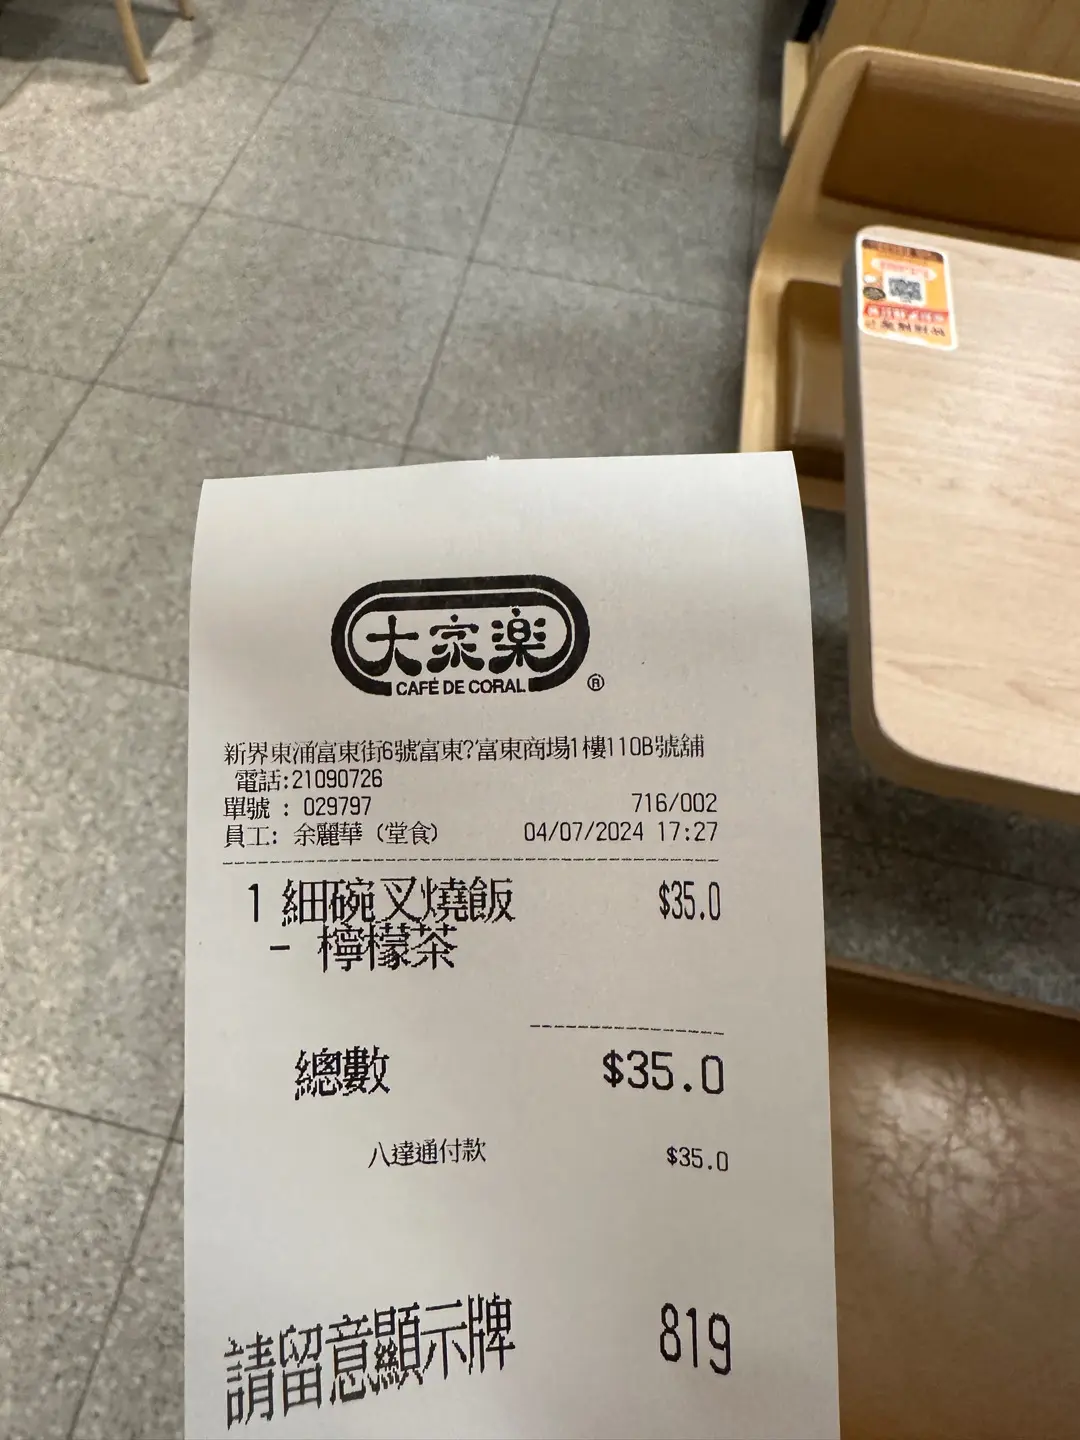 大家樂
CAFÉ DE CORAL
®
新界東涌富東街6號富東?富東商場1樓110B號舖
電話:21090726
單號 : 029797 716/002
員工: 余麗華 (堂食) 04/07/2024 17:27
1 細碗叉燒飯 $35.0
- 檸檬茶
總數 $35.0
八達通付款 $35.0
請留意顯示牌 819